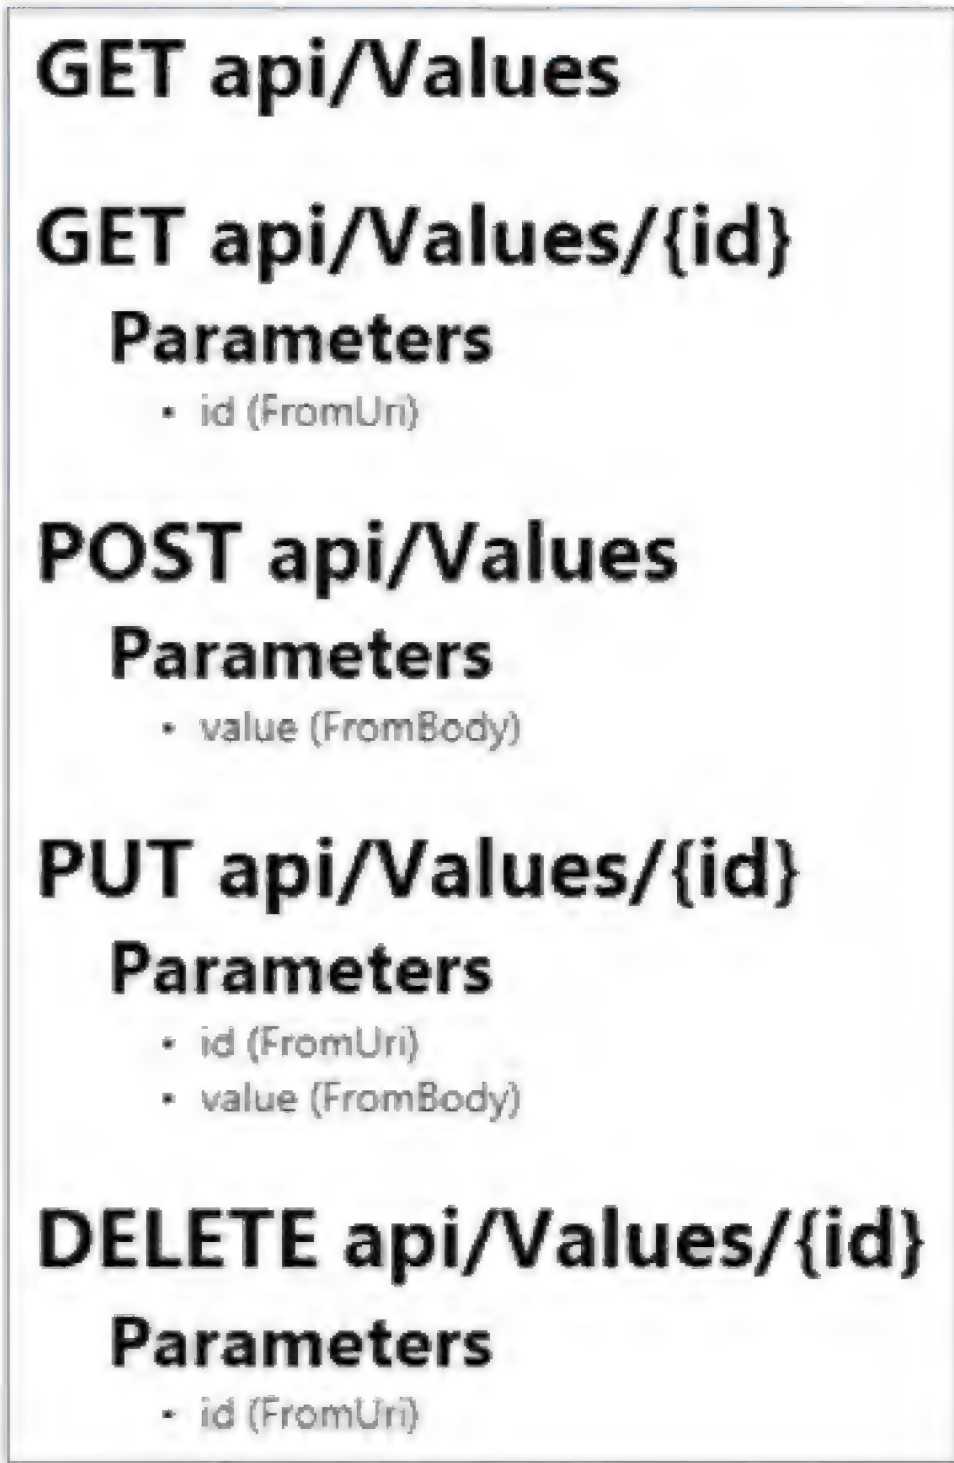 GET api/Values
GET api/Values/{id}
Parameters
• id (FromUri)
POST api/Values
Parameters
• value (FromBody)
PUT api/Values/{id}
Parameters
• id (FromUri)
• value (FromBody)
DELETE api/Values/{id}
Parameters
• id (FromUri)